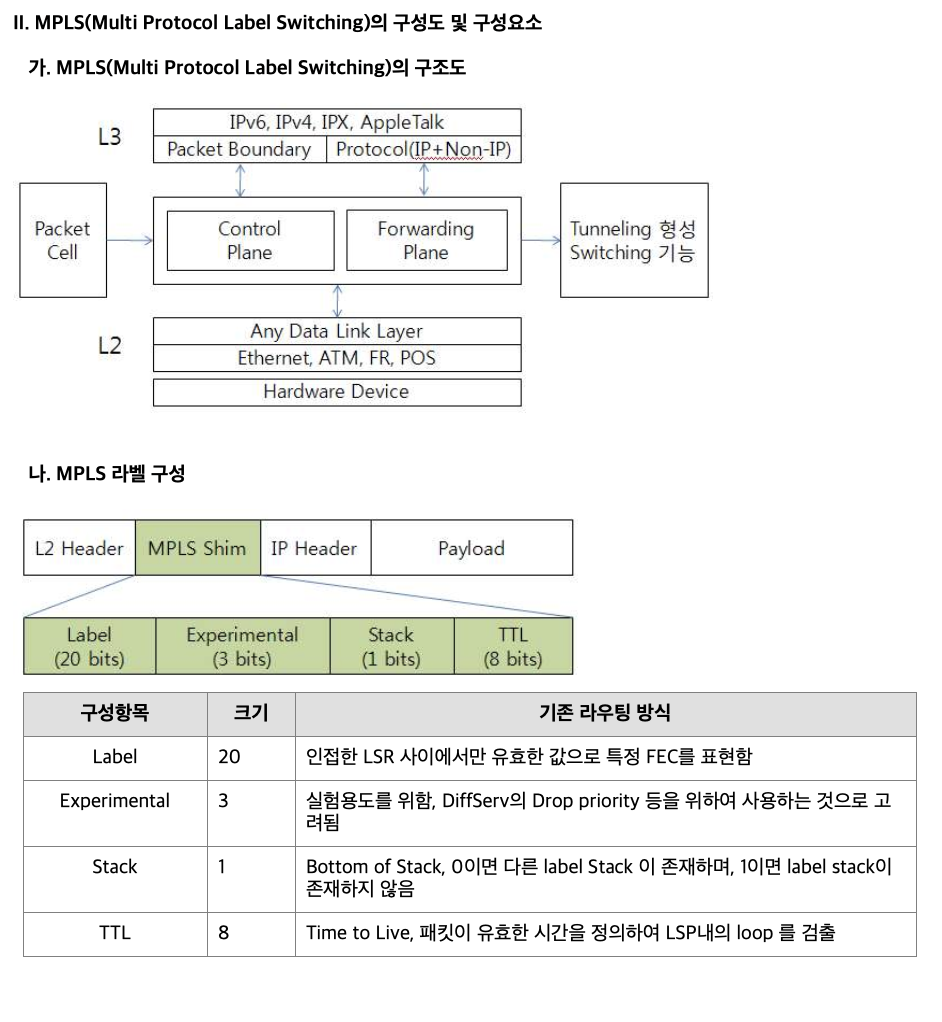 II. MPLS(Multi Protocol Label Switching)의 구성도 및 구성요소
가. MPLS(Multi Protocol Label Switching)의 구조도
L3
IPv6, IPv4, IPX, AppleTalk
Packet Boundary
Protocol(IP+Non-IP)
Packet
Cell
Control
Plane
Forwarding
Plane
Tunneling 형성
Switching 기능
L2
Any Data Link Layer
Ethernet, ATM, FR, POS
Hardware Device
나. MPLS 라벨 구성
L2 Header
MPLS Shim
IP Header
Payload
Label
(20 bits)
Experimental
(3 bits)
Stack
(1 bits)
TTL
(8 bits)
구성항목 크기 기존 라우팅 방식
Label 20 인접한 LSR 사이에서만 유효한 값으로 특정 FEC를 표현함
Experimental 3 실험용도를 위함, DiffServ의 Drop priority 등을 위하여 사용하는 것으로 고
려됨
Stack 1 Bottom of Stack, 0이면 다른 label Stack 이 존재하며, 1이면 label stack이
존재하지 않음
TTL 8 Time to Live, 패킷이 유효한 시간을 정의하여 LSP내의 loop 를 검출